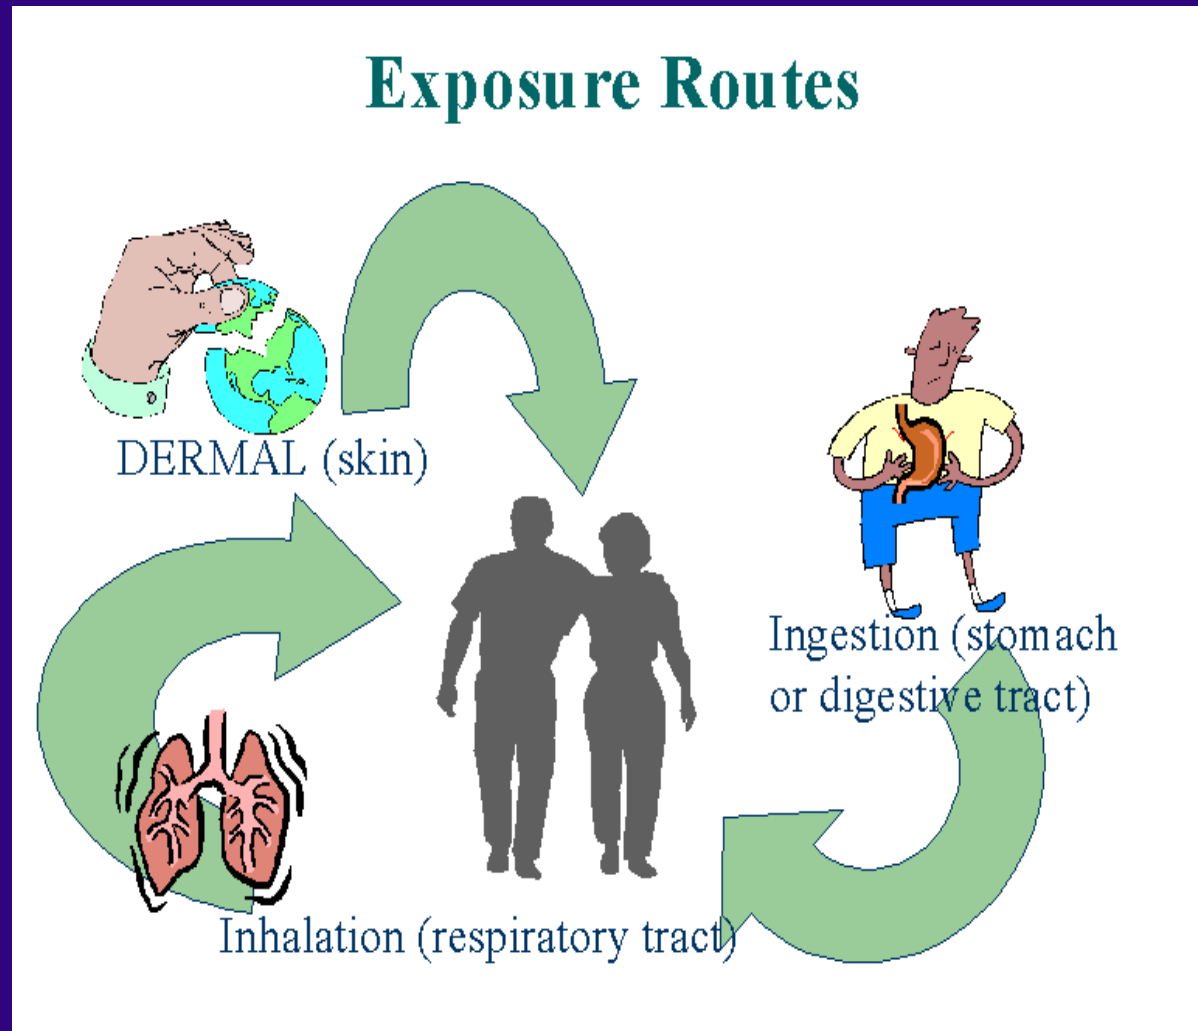 Exposure Routes
DERMAL (skin)
Ingestion (stomach
or digestive tract)
Inhalation (respiratory tract)